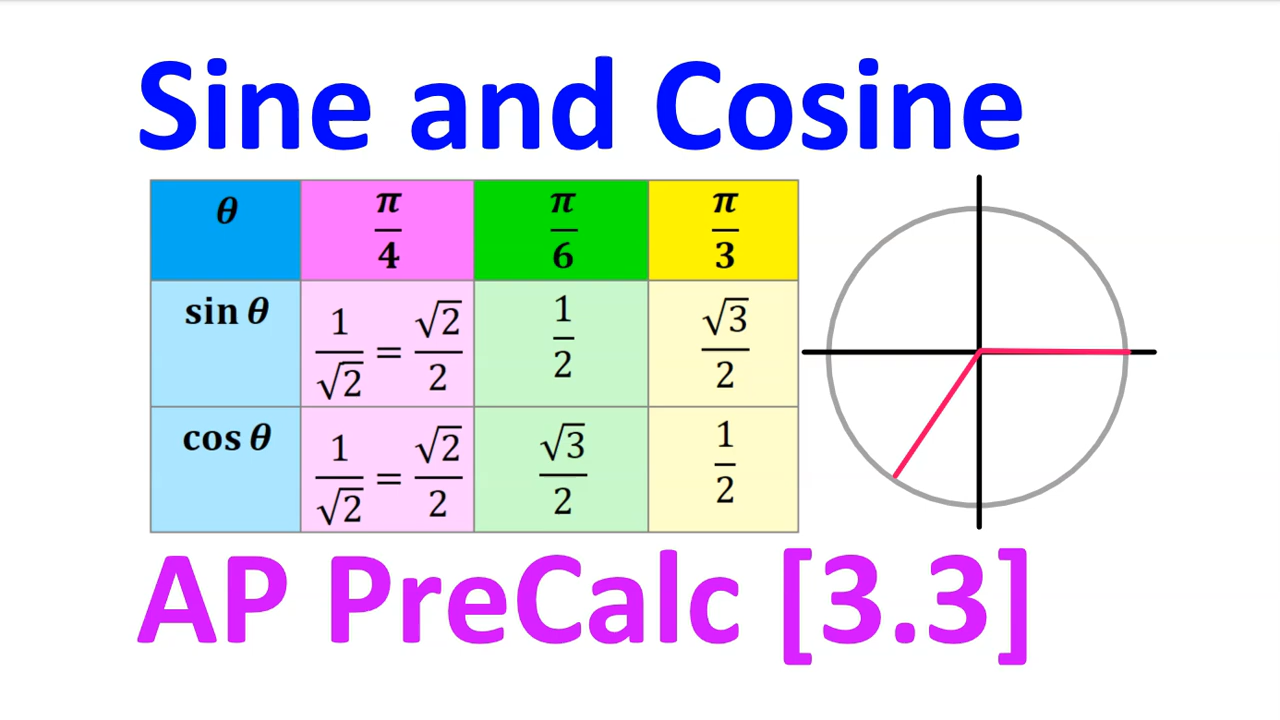 Sine and Cosine
θ π/4 π/6 π/3
sin θ 1/√2 = √2/2 1/2 √3/2
cos θ 1/√2 = √2/2 √3/2 1/2
AP PreCalc [3.3]